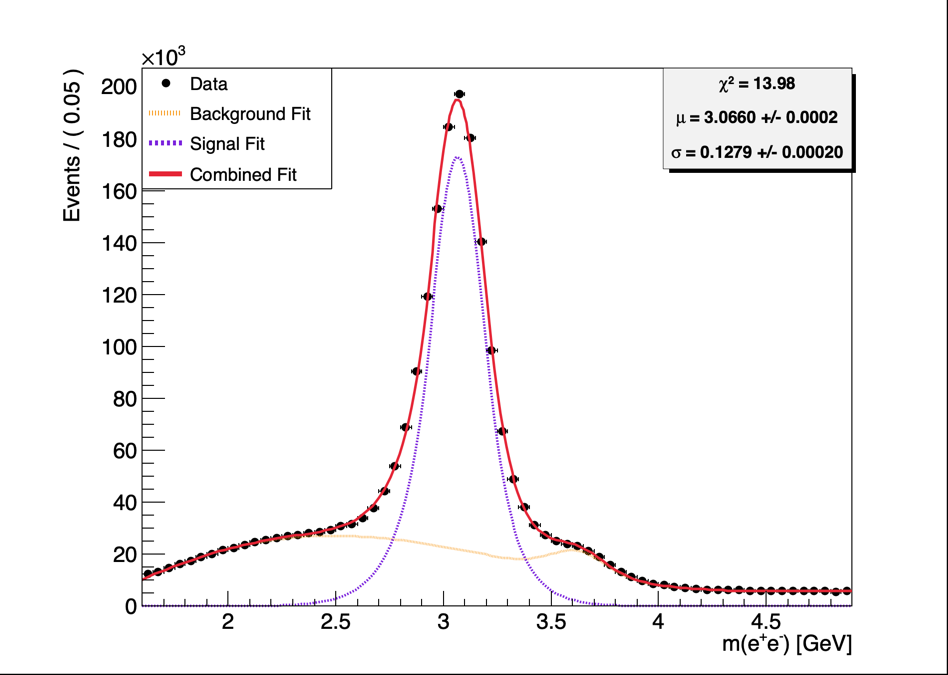 ×10³
Events / ( 0.05 )
200
180
160
140
120
100
80
60
40
20
0
Data
Background Fit
Signal Fit
Combined Fit
χ² = 13.98
μ = 3.0660 +/- 0.0002
σ = 0.1279 +/- 0.00020
2 2.5 3 3.5 4 4.5
m(e⁺e⁻) [GeV]